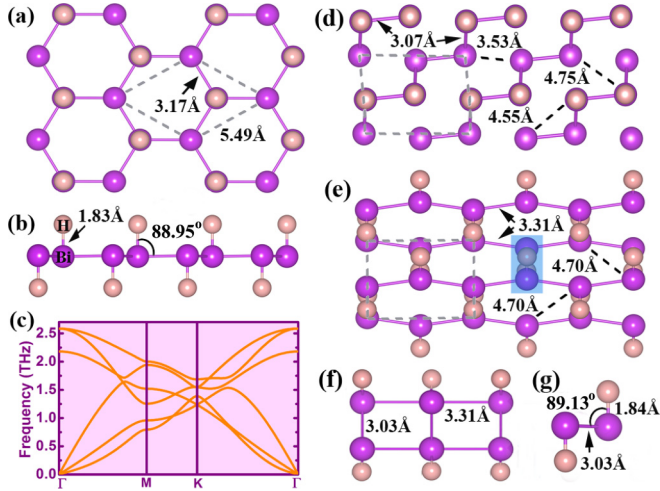 (a)
3.17Å
5.49Å
(b)
1.83Å
88.95°
H
Bi
(c)
Frequency (THz)
2.5
2.0
1.5
1.0
0.5
0.0
Γ M K Γ
(d)
3.07Å
3.53Å
4.75Å
4.55Å
(e)
3.31Å
4.70Å
4.70Å
(f)
3.03Å
3.31Å
(g)
89.13°
1.84Å
3.03Å